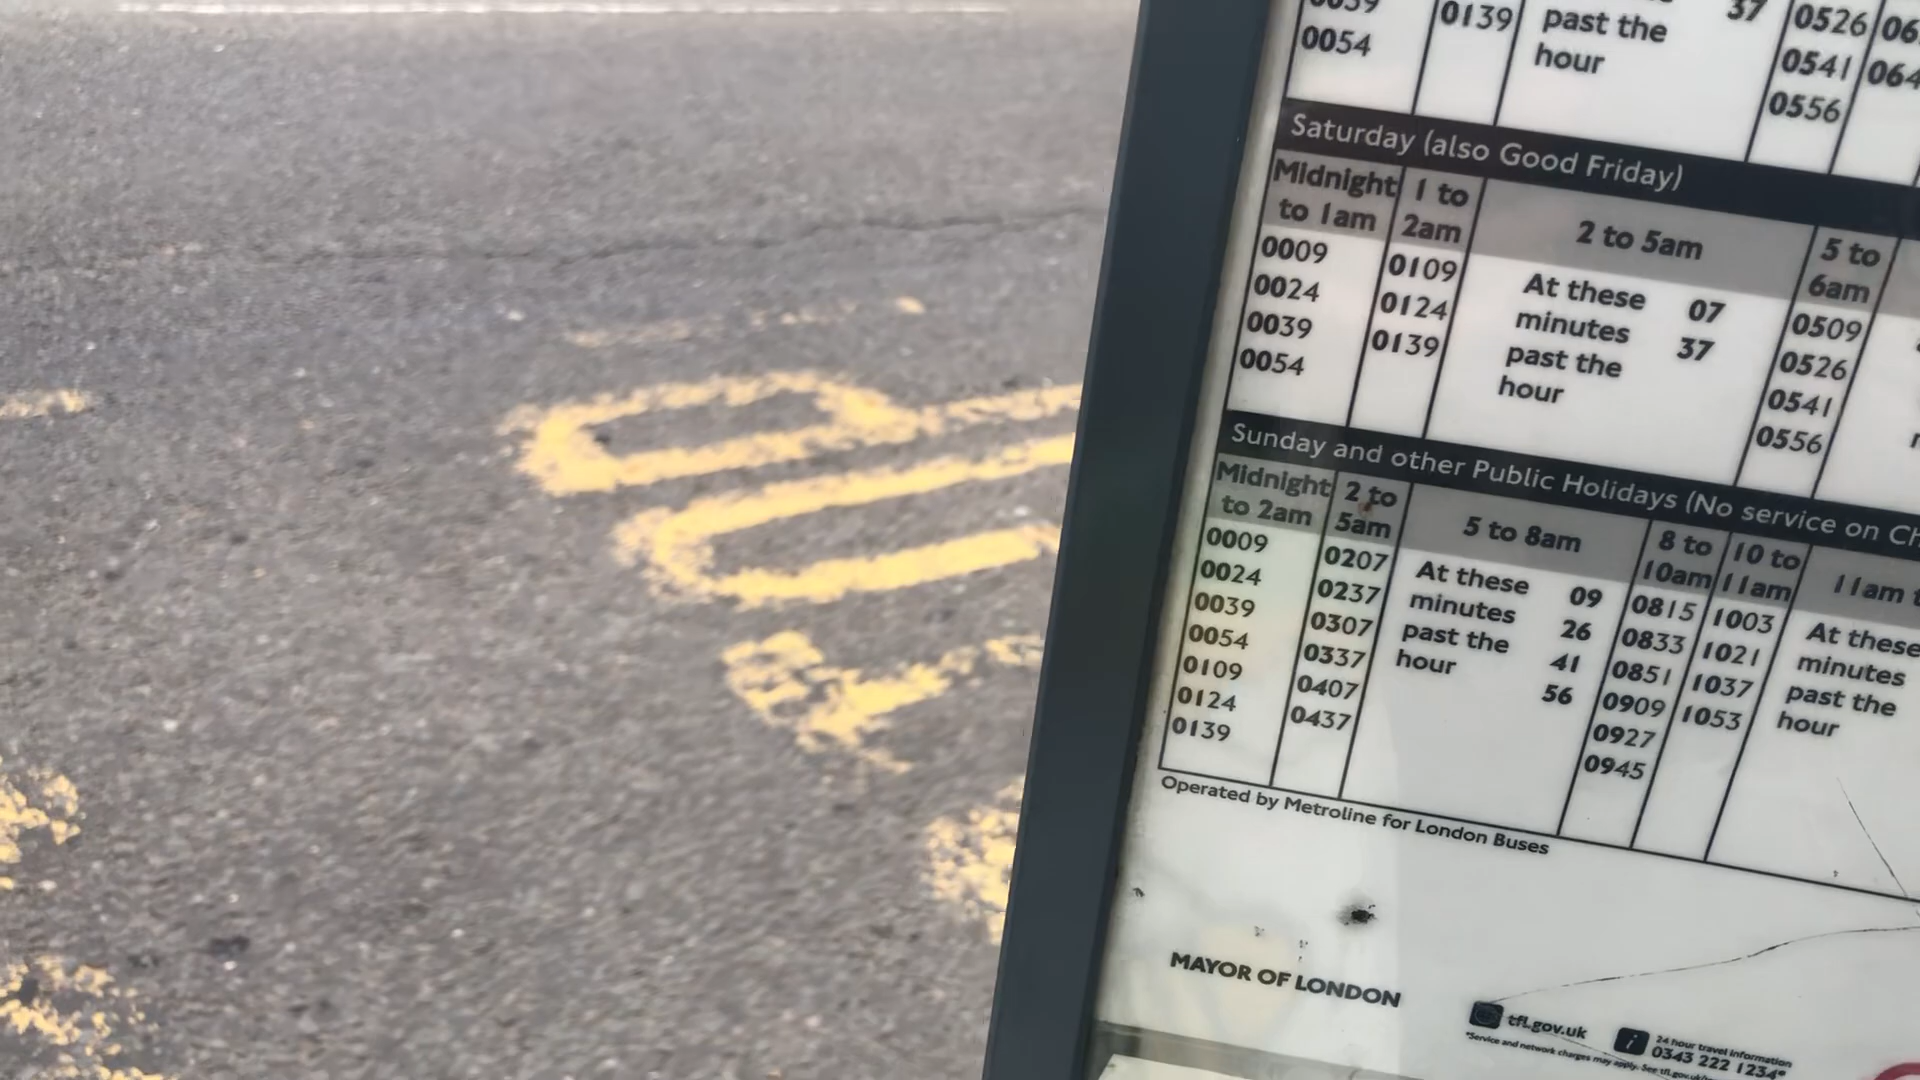 0054
0139
past the
hour
37
0526
0541
0556
Saturday (also Good Friday)
Midnight
to 1am
0009
0024
0039
0054
1 to
2am
0109
0124
0139
2 to 5am
At these
minutes
past the
hour
07
37
5 to
6am
0509
0526
0541
0556
Sunday and other Public Holidays (No service on
Midnight
to 2am
0009
0024
0039
0054
0109
0124
0139
2 to
5am
0207
0237
0307
0337
0407
0437
5 to 8am
At these
minutes
past the
hour
09
26
41
56
8 to
10am
0815
0833
0851
0909
0927
0945
10 to
11am
1003
1021
1037
1053
11am
At these
minutes
past the
hour
Operated by Metroline for London Buses
MAYOR OF LONDON
tfl.gov.uk
24 hour travel information
0343 222 1234*
*Service and network charges may apply. See